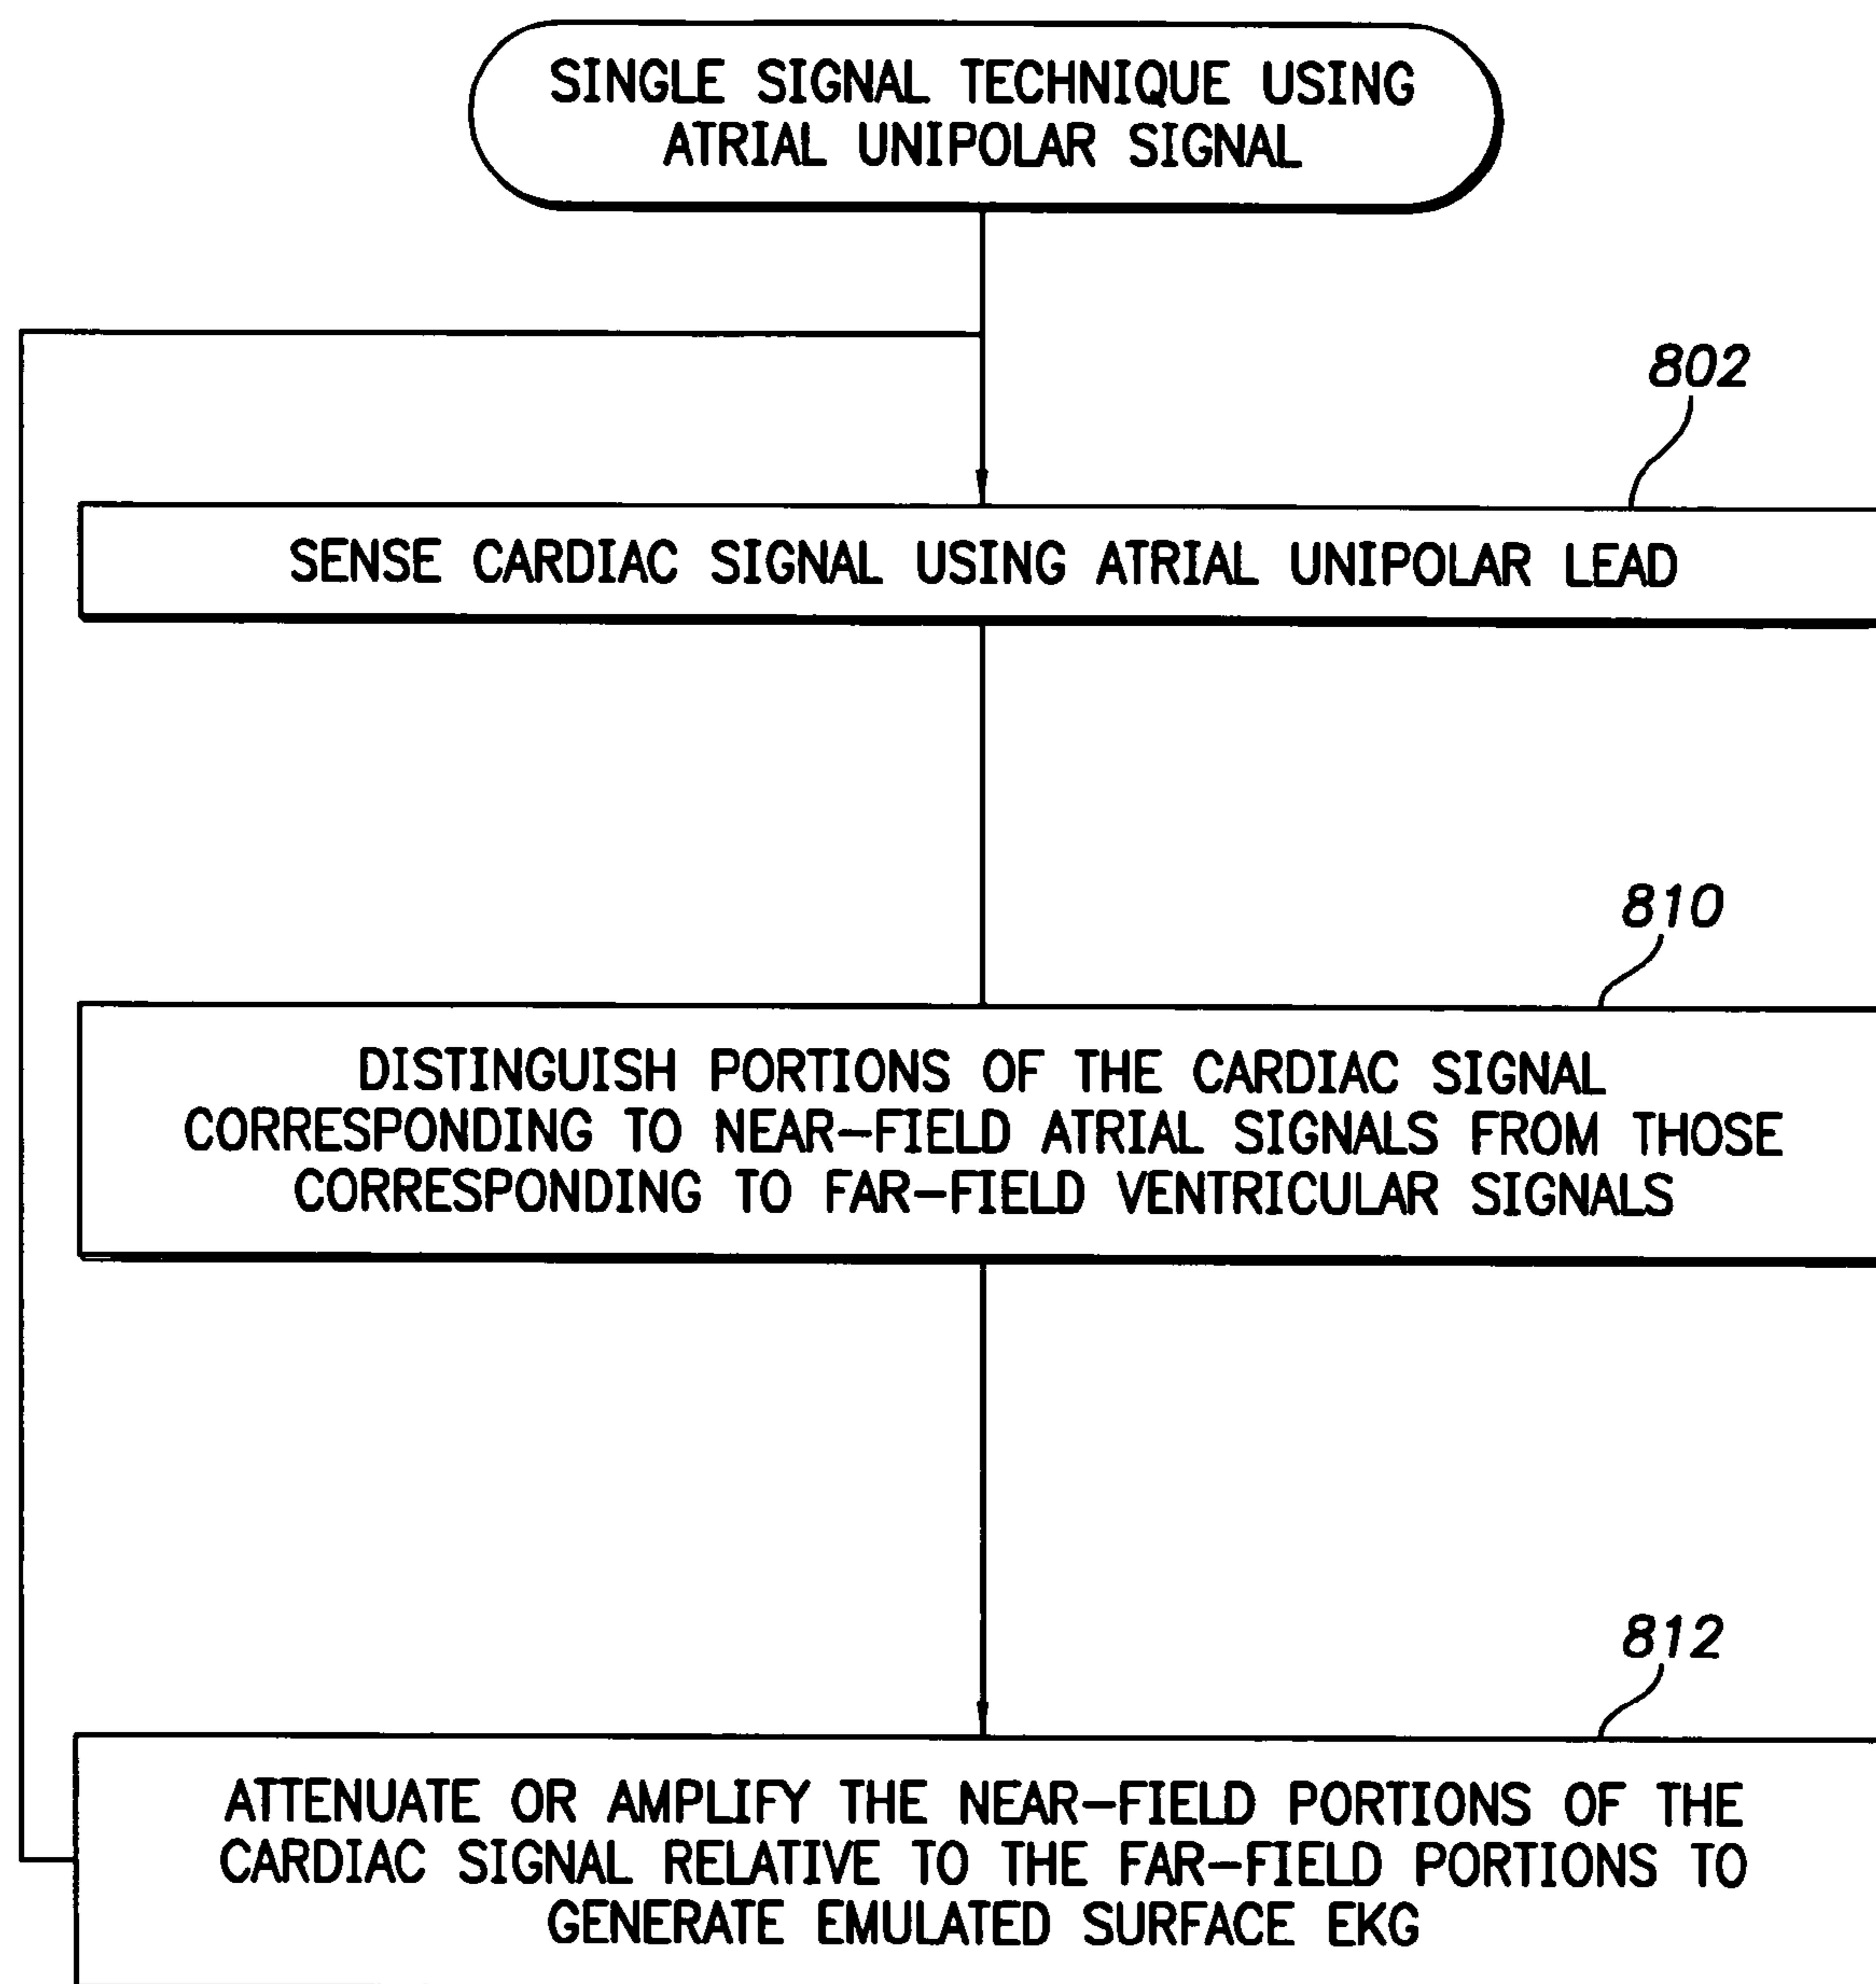 SINGLE SIGNAL TECHNIQUE USING
ATRIAL UNIPOLAR SIGNAL
802
SENSE CARDIAC SIGNAL USING ATRIAL UNIPOLAR LEAD
810
DISTINGUISH PORTIONS OF THE CARDIAC SIGNAL
CORRESPONDING TO NEAR-FIELD ATRIAL SIGNALS FROM THOSE
CORRESPONDING TO FAR-FIELD VENTRICULAR SIGNALS
812
ATTENUATE OR AMPLIFY THE NEAR-FIELD PORTIONS OF THE
CARDIAC SIGNAL RELATIVE TO THE FAR-FIELD PORTIONS TO
GENERATE EMULATED SURFACE EKG